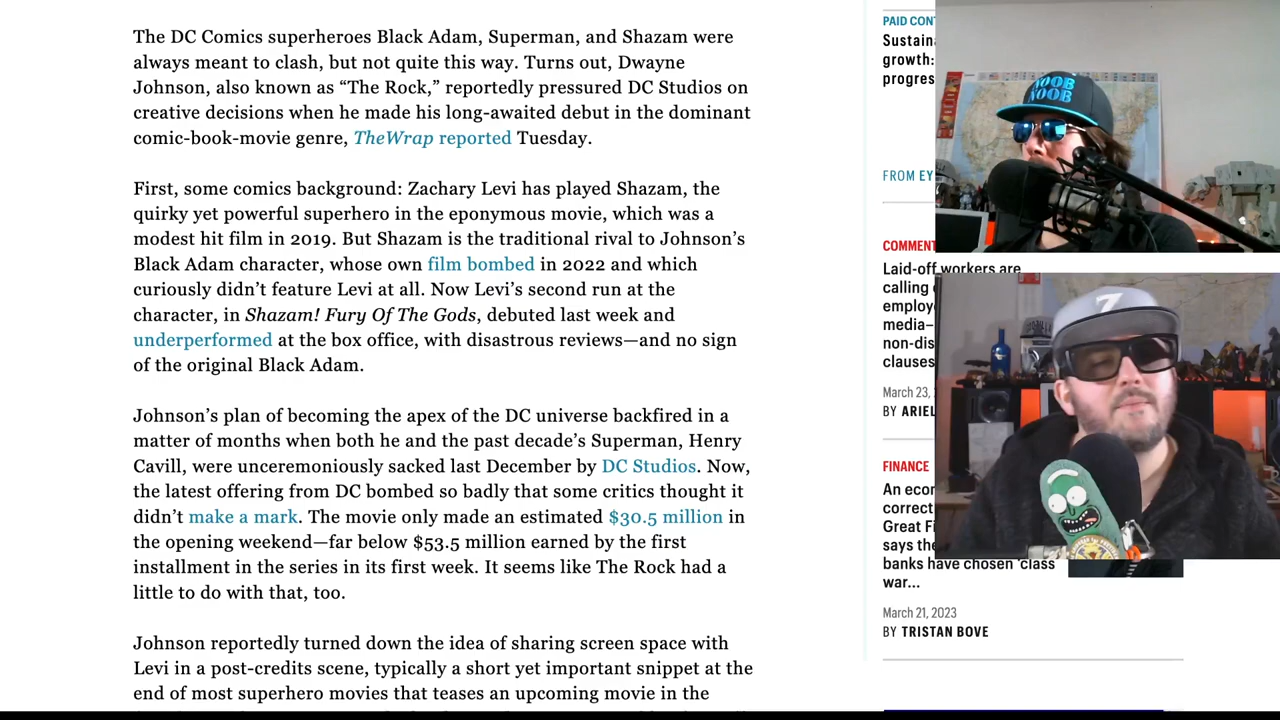 The DC Comics superheroes Black Adam, Superman, and Shazam were
always meant to clash, but not quite this way. Turns out, Dwayne
Johnson, also known as “The Rock,” reportedly pressured DC Studios on
creative decisions when he made his long-awaited debut in the dominant
comic-book-movie genre, TheWrap reported Tuesday.
First, some comics background: Zachary Levi has played Shazam, the
quirky yet powerful superhero in the eponymous movie, which was a
modest hit film in 2019. But Shazam is the traditional rival to Johnson’s
Black Adam character, whose own film bombed in 2022 and which
curiously didn’t feature Levi at all. Now Levi’s second run at the
character, in Shazam! Fury Of The Gods, debuted last week and
underperformed at the box office, with disastrous reviews—and no sign
of the original Black Adam.
Johnson’s plan of becoming the apex of the DC universe backfired in a
matter of months when both he and the past decade’s Superman, Henry
Cavill, were unceremoniously sacked last December by DC Studios. Now,
the latest offering from DC bombed so badly that some critics thought it
didn’t make a mark. The movie only made an estimated $30.5 million in
the opening weekend—far below $53.5 million earned by the first
installment in the series in its first week. It seems like The Rock had a
little to do with that, too.
Johnson reportedly turned down the idea of sharing screen space with
Levi in a post-credits scene, typically a short yet important snippet at the
end of most superhero movies that teases an upcoming movie in the
PAID CON
Sustain
growth:
progres
FROM EY
COMMENT
Laid-off workers are
calling
employ
media—
non-dis
clauses
March 23,
BY ARIEL
FINANCE
An econ
correct
Great Fi
says the
banks have chosen ‘class
war...
March 21, 2023
BY TRISTAN BOVE
NOOB
NOOB
Z